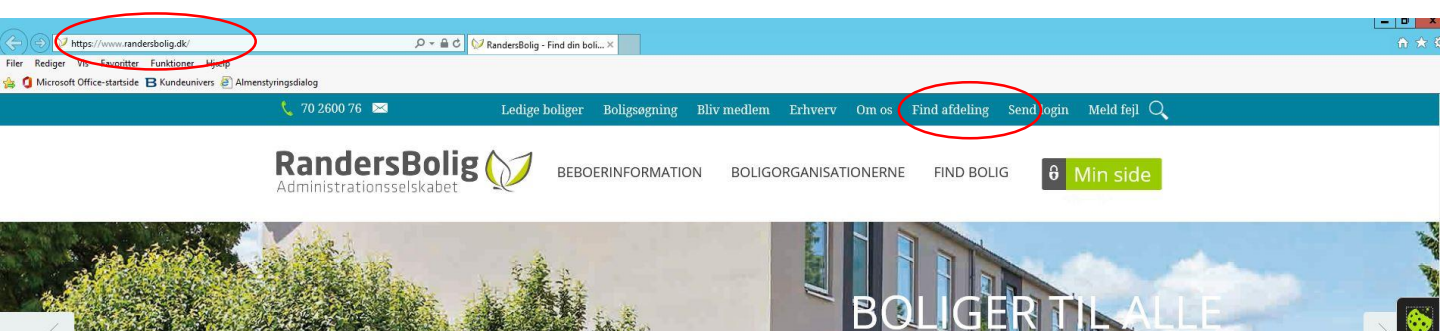 https://www.randersbolig.dk/
RandersBolig - Find din boli...
Filer Rediger Vis Favoritter Funktioner Hjælp
Microsoft Office-startside Kundeunivers Almenstyringsdialog
70 2600 76 Ledige boliger Boligsøgning Bliv medlem Erhverv Om os Find afdeling Send login Meld fejl
RandersBolig
Administrationsselskabet
BEBOERINFORMATION BOLIGORGANISATIONERNE FIND BOLIG Min side
BOLIGER TIL ALLE